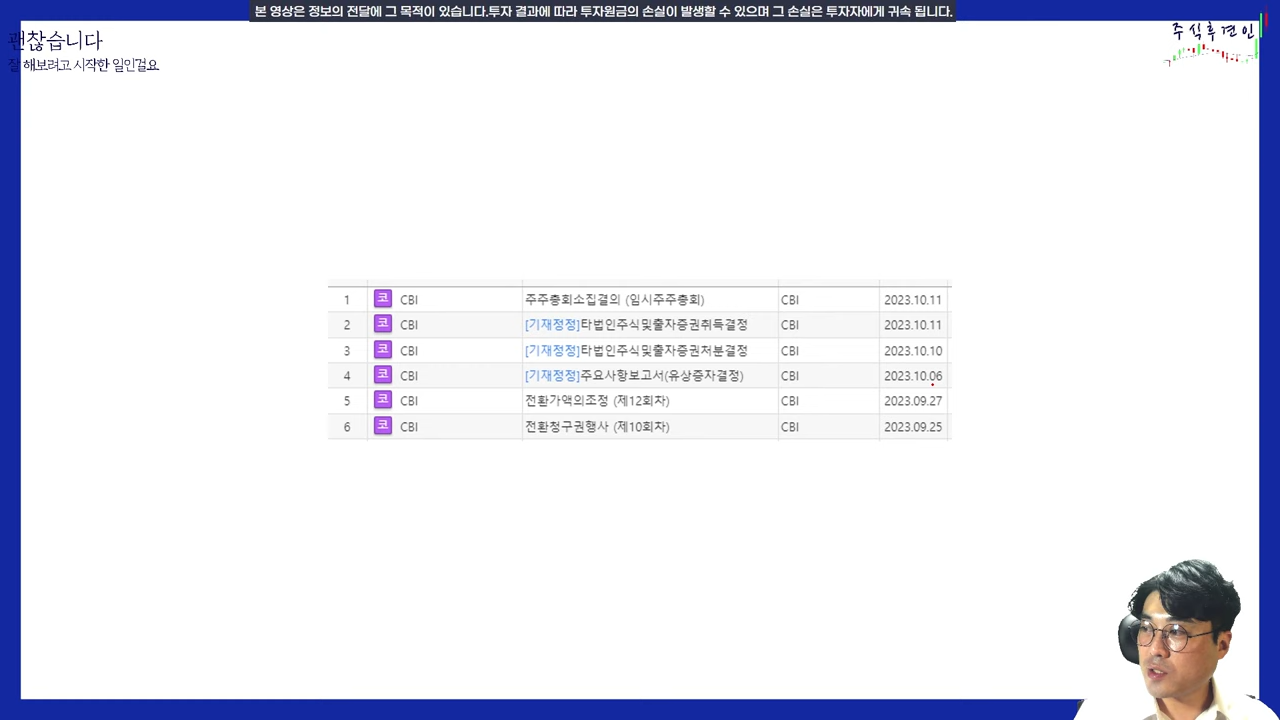 본 영상은 정보의 전달에 그 목적이 있습니다.투자 결과에 따라 투자원금의 손실이 발생할 수 있으며 그 손실은 투자자에게 귀속 됩니다.
괜찮습니다
잘 해보려고 시작한 일인걸요
주식후견인
1 코 CBI 주주총회소집결의 (임시주주총회) CBI 2023.10.11
2 코 CBI [기재정정]타법인주식및출자증권취득결정 CBI 2023.10.11
3 코 CBI [기재정정]타법인주식및출자증권처분결정 CBI 2023.10.10
4 코 CBI [기재정정]주요사항보고서(유상증자결정) CBI 2023.10.06
5 코 CBI 전환가액의조정 (제12회차) CBI 2023.09.27
6 코 CBI 전환청구권행사 (제10회차) CBI 2023.09.25